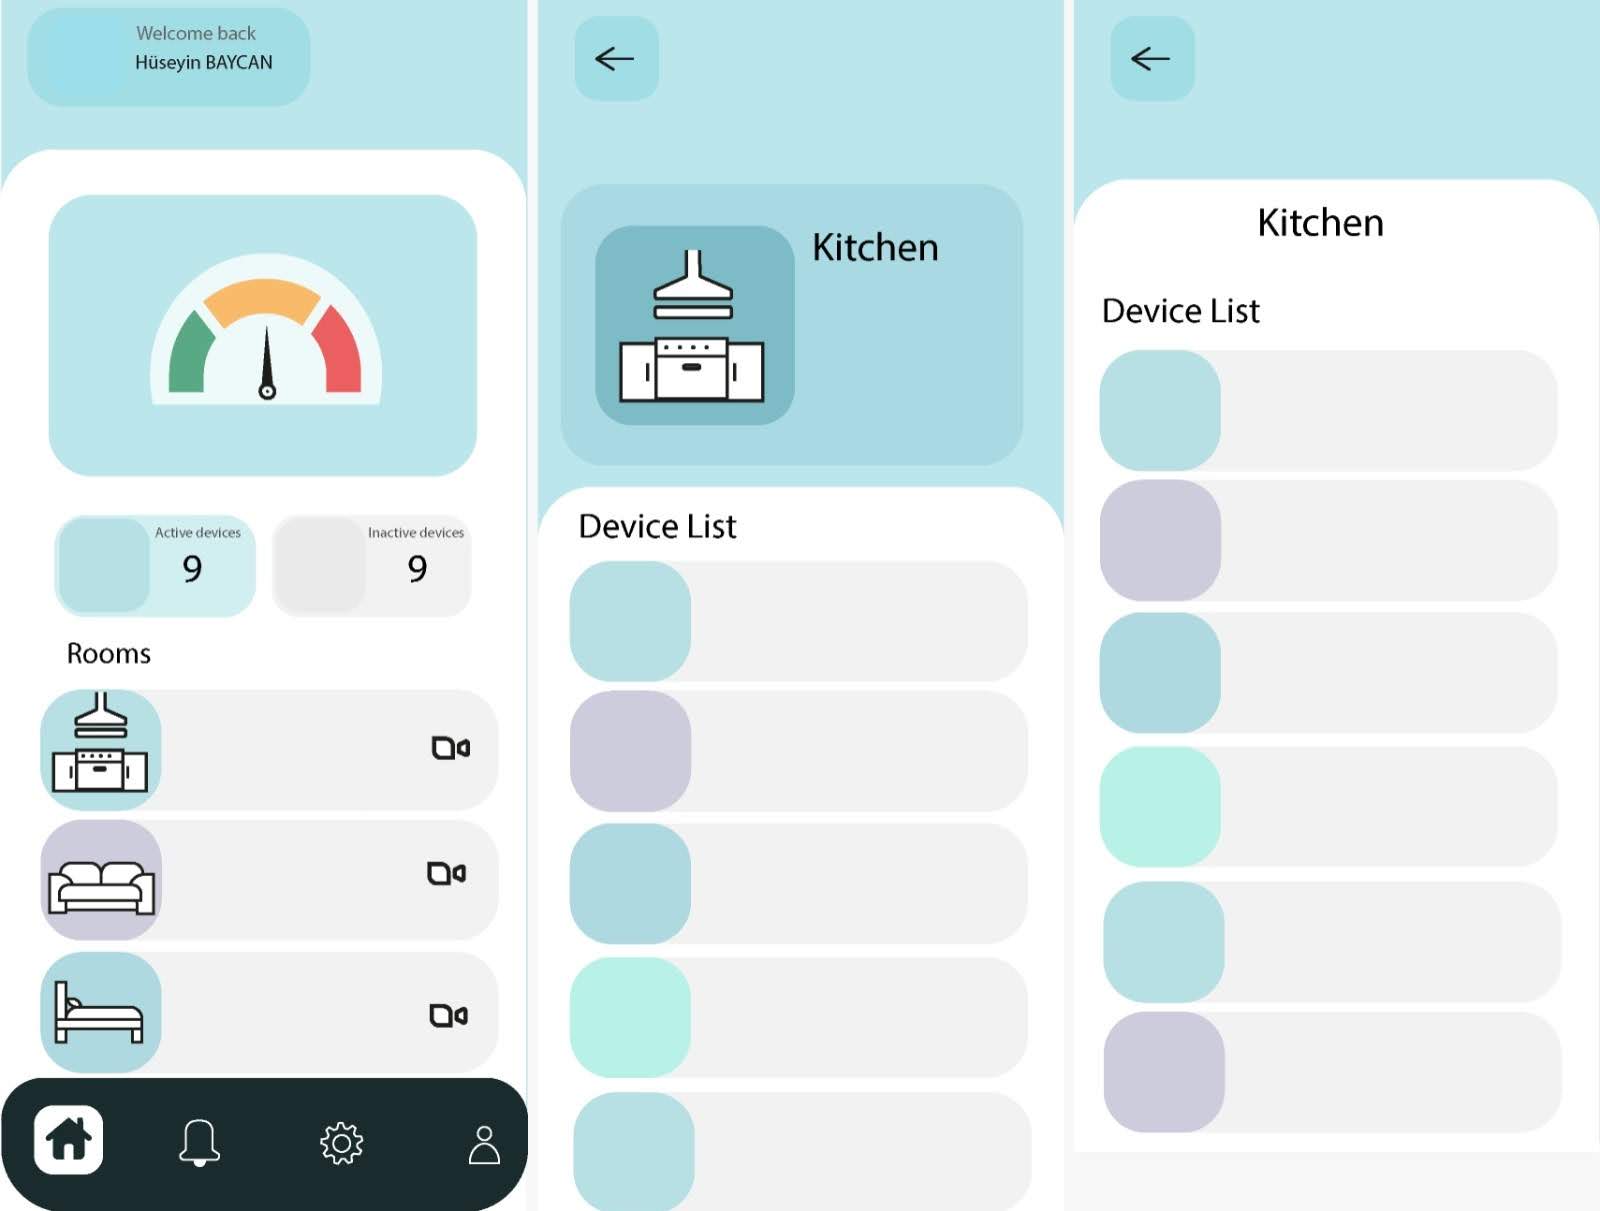 Welcome back
Hüseyin BAYCAN
Active devices
9
Inactive devices
9
Rooms
Kitchen
Device List
Kitchen
Device List